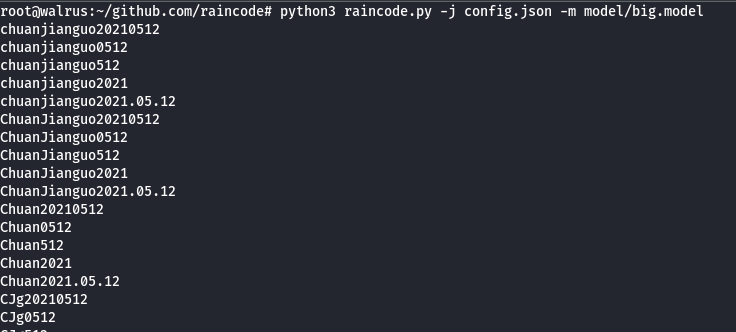 root@walrus:~/github.com/raincode# python3 raincode.py -j config.json -m model/big.model
chuanjianguo20210512
chuanjianguo0512
chuanjianguo512
chuanjianguo2021
chuanjianguo2021.05.12
ChuanJianguo20210512
ChuanJianguo0512
ChuanJianguo512
ChuanJianguo2021
ChuanJianguo2021.05.12
Chuan20210512
Chuan0512
Chuan512
Chuan2021
Chuan2021.05.12
CJg20210512
CJg0512
CJg512